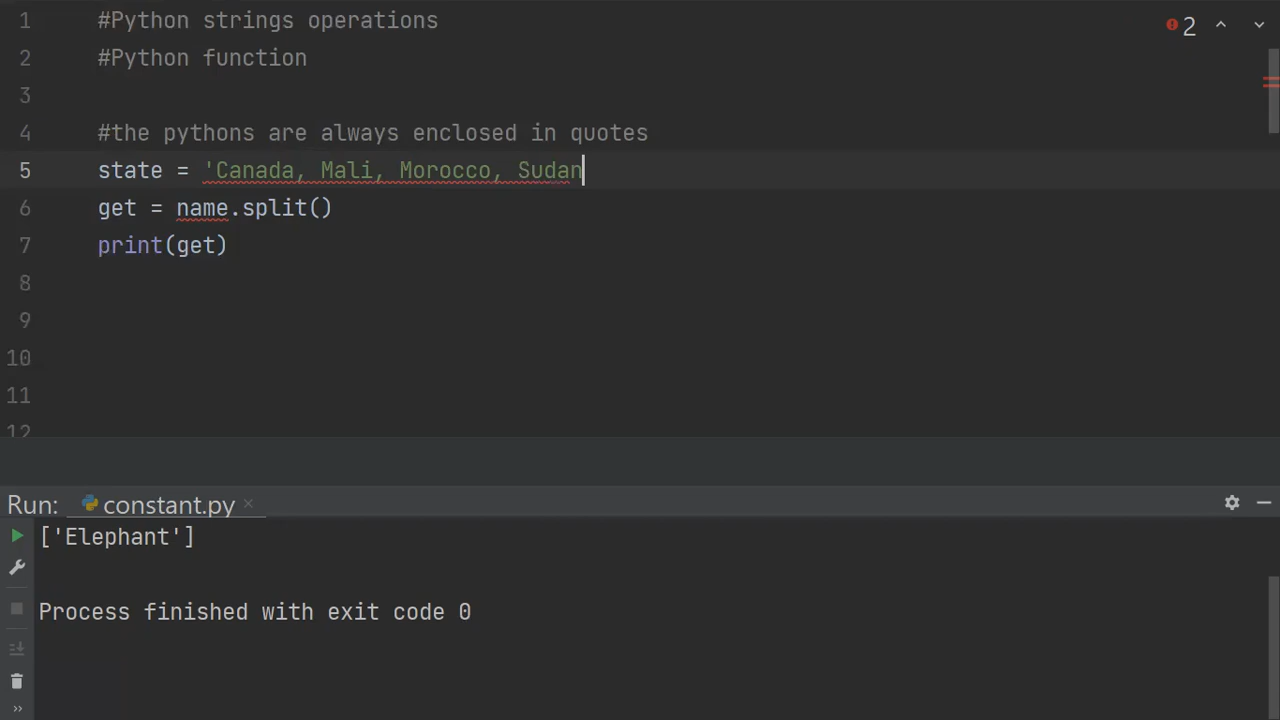 1 #Python strings operations
2 #Python function
3
4 #the pythons are always enclosed in quotes
5 state = 'Canada, Mali, Morocco, Sudan
6 get = name.split()
7 print(get)
8
9
10
11
12
2
Run: constant.py ×
['Elephant']
Process finished with exit code 0